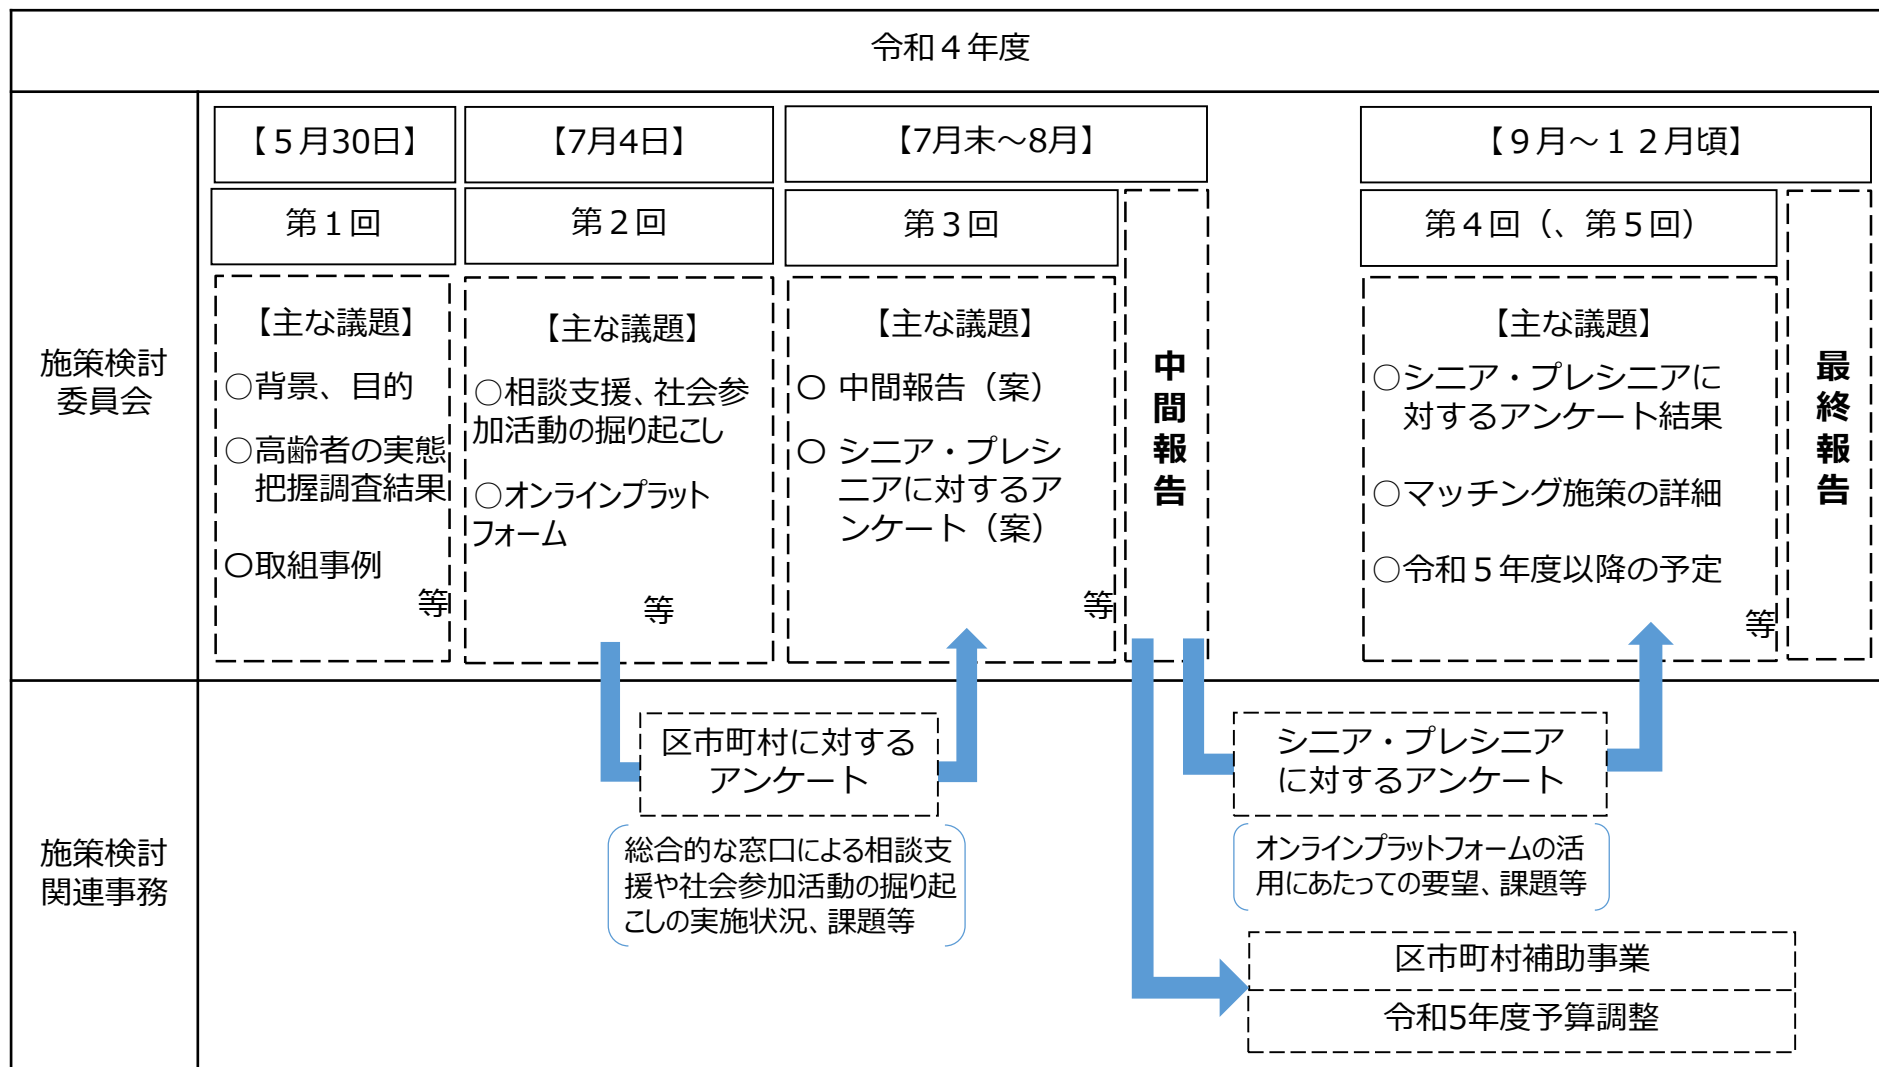 令和４年度
施策検討
委員会
【５月30日】
第１回
【主な議題】
○背景、目的
○高齢者の実態
把握調査結果
〇取組事例
等
【7月4日】
第２回
【主な議題】
○相談支援、社会参
加活動の掘り起こし
○オンラインプラット
フォーム
等
【7月末～8月】
第３回
【主な議題】
〇 中間報告（案）
〇 シニア・プレシ
ニアに対するア
ンケート（案）
等
中間報告
【９月～１２月頃】
第４回（、第５回）
【主な議題】
○シニア・プレシニアに
対するアンケート結果
○マッチング施策の詳細
○令和５年度以降の予定
等
最終報告
施策検討
関連事務
区市町村に対する
アンケート
総合的な窓口による相談支
援や社会参加活動の掘り起
こしの実施状況、課題等
シニア・プレシニア
に対するアンケート
オンラインプラットフォームの活
用にあたっての要望、課題等
区市町村補助事業
令和5年度予算調整